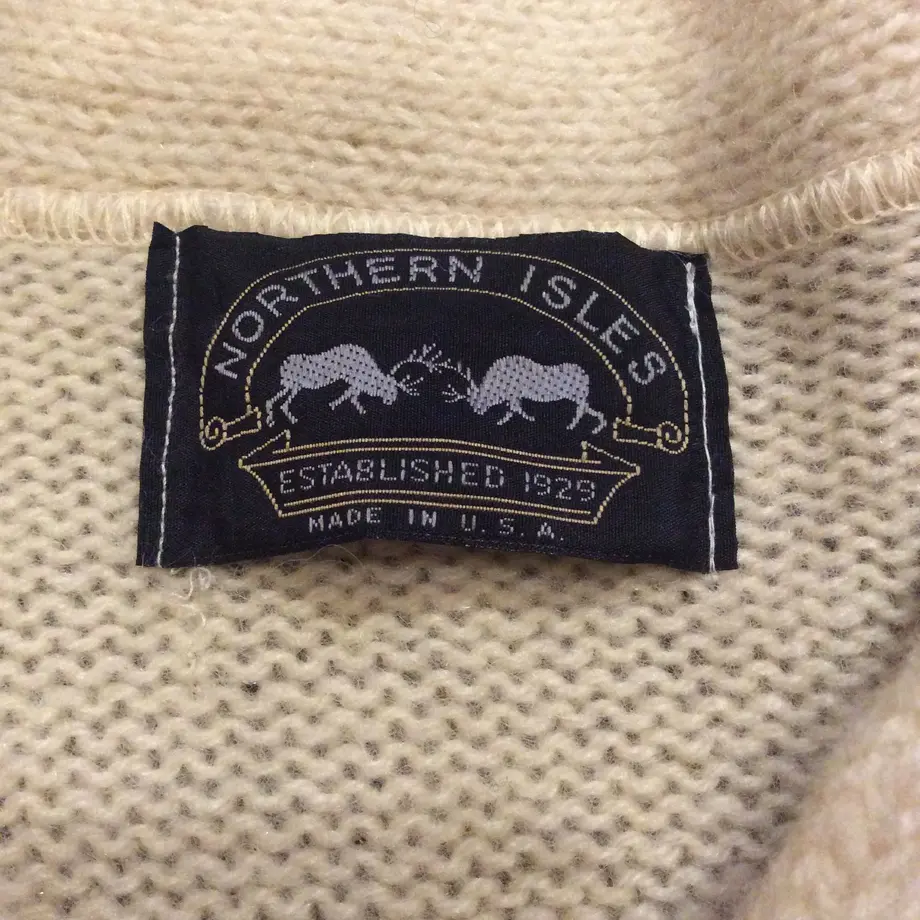 NORTHERN ISLES
ESTABLISHED 1929
MADE IN U.S.A.